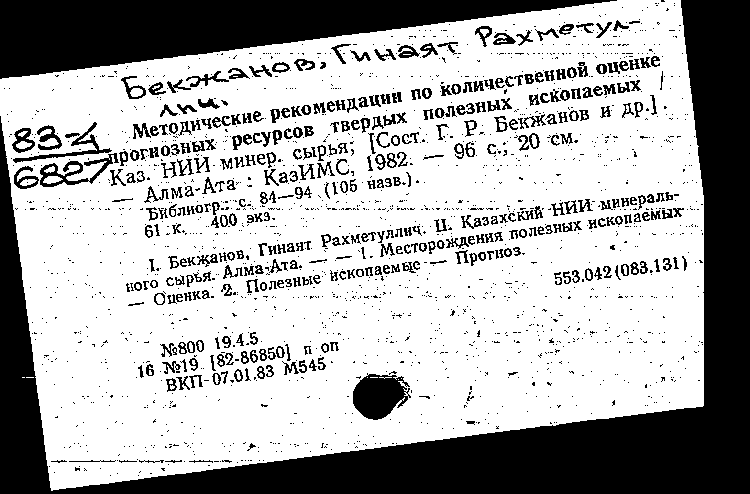 Бекжанов, Гинаят Рахметул-
лич.
83-4
6827
Методические рекомендации по количественной оценке
прогнозных ресурсов твердых полезных ископаемых /
Каз. НИИ минер. сырья; [Сост. Г. Р. Бекжанов и др.].
— Алма-Ата : КазИМС, 1982. — 96 с.; 20 см.
Библиогр.: с. 84—94 (105 назв.).
61 к. 400 экз.
I. Бекжанов, Гинаят Рахметуллич. II. Казахский НИИ минераль-
ного сырья. Алма-Ата. — — 1. Месторождения полезных ископаемых
— Оценка. 2. Полезные ископаемые — Прогноз.
553.042(083.131)
№800 19.4.5
16 №19 [82-86850] п оп
ВКП 07.01.83 М545